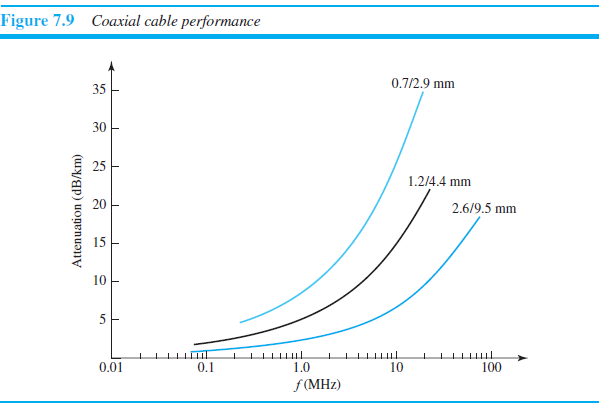 Figure 7.9 Coaxial cable performance
0.7/2.9 mm
35
30
25
1.2/4.4 mm
20
2.6/9.5 mm
15
10
5
Attenuation (dB/km)
0.01 0.1 1.0 10 100
f (MHz)